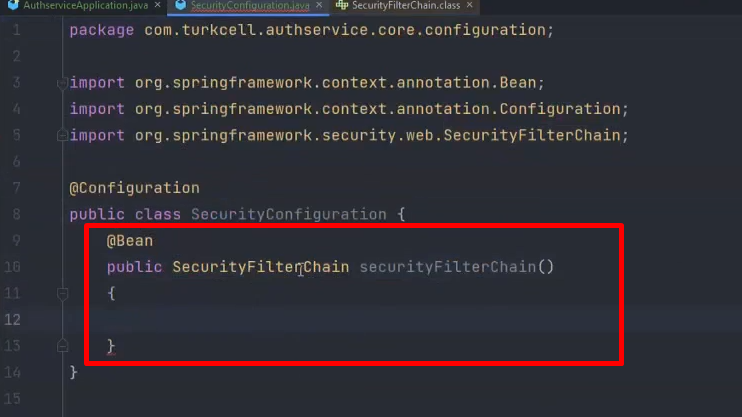 AuthserviceApplication.java × SecurityConfiguration.java × SecurityFilterChain.class ×
1 package com.turkcell.authservice.core.configuration;
2
3 import org.springframework.context.annotation.Bean;
4 import org.springframework.context.annotation.Configuration;
5 import org.springframework.security.web.SecurityFilterChain;
6
7 @Configuration
8 public class SecurityConfiguration {
9 @Bean
10 public SecurityFilterChain securityFilterChain()
11 {
12
13 }
14 }
15